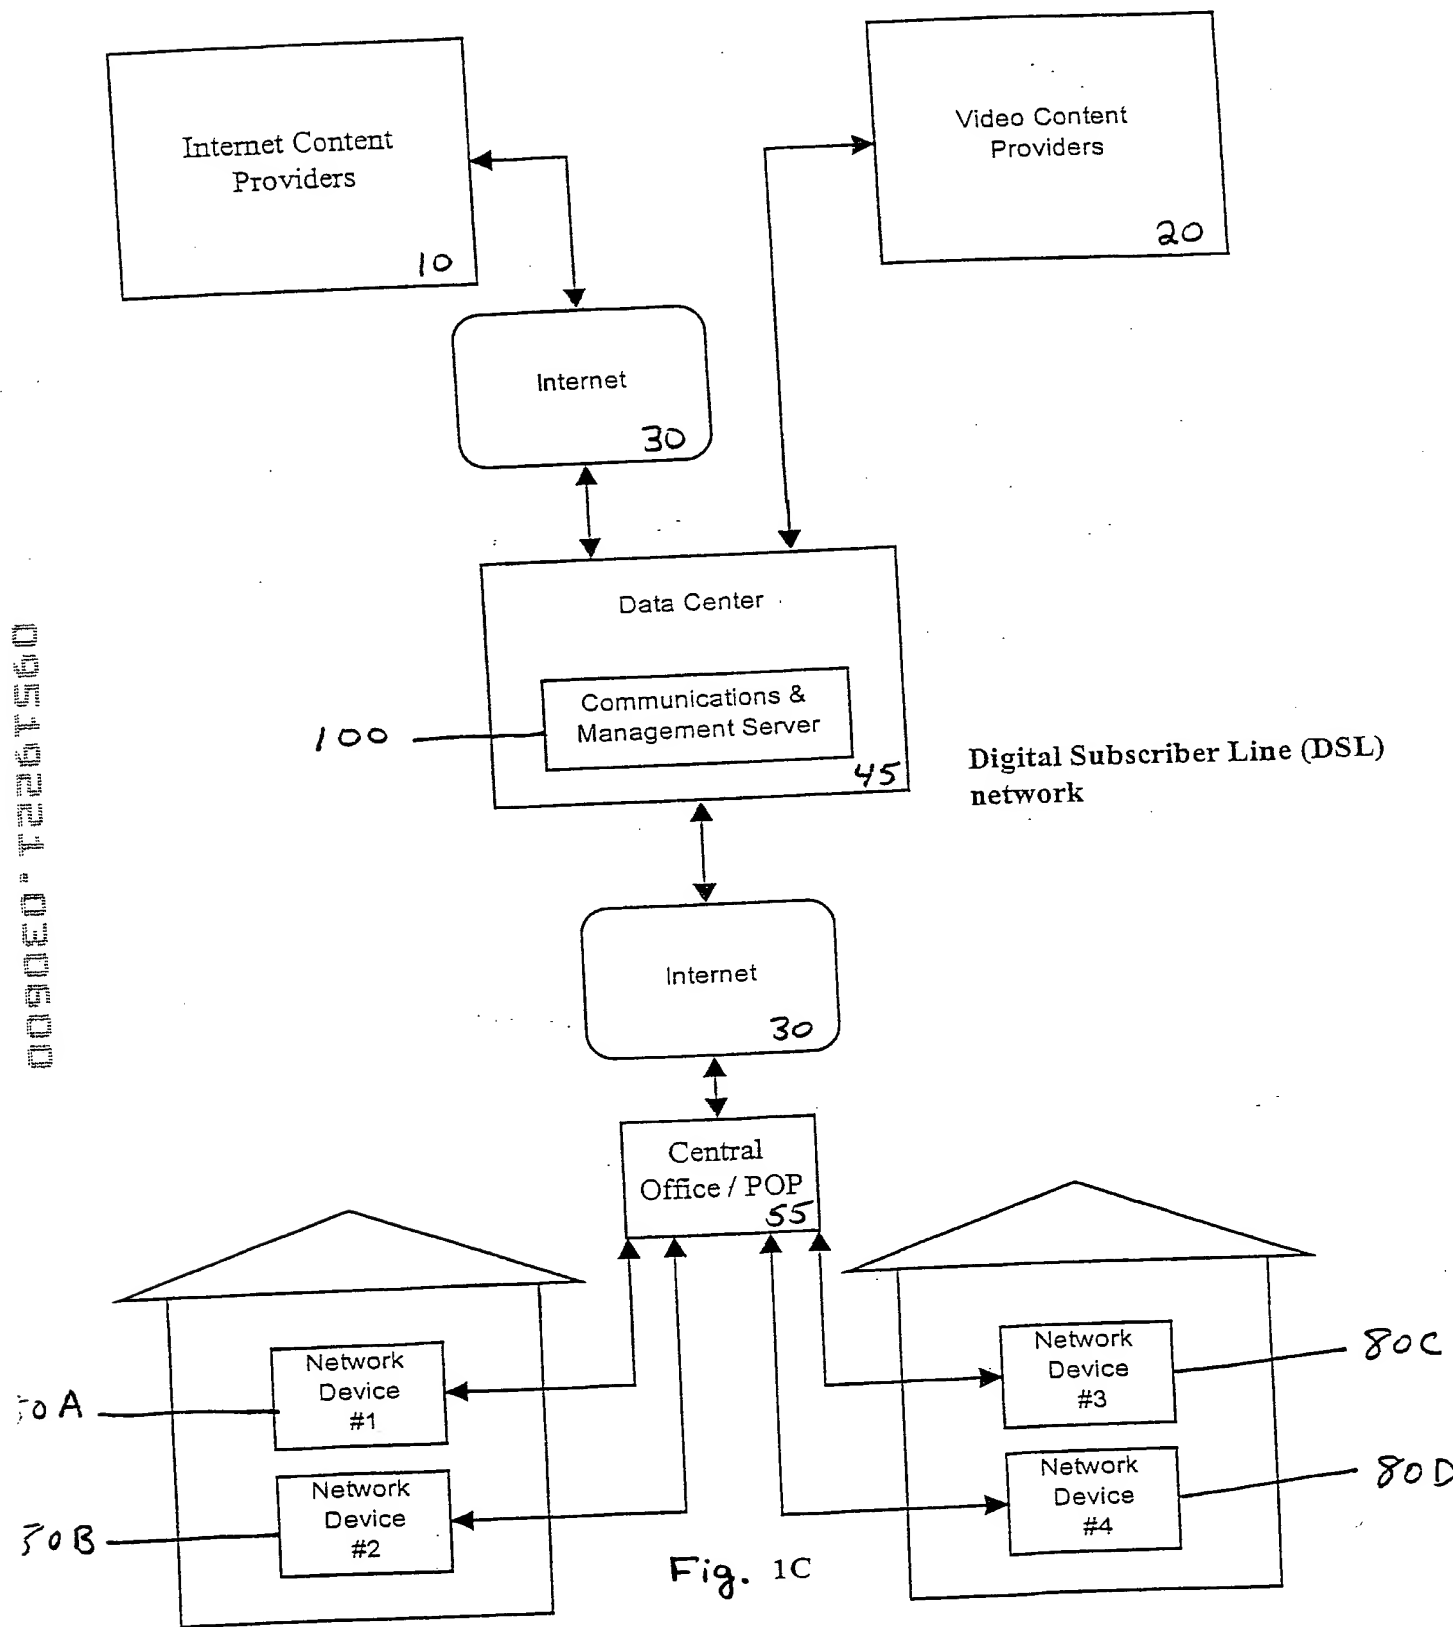 Internet Content
Providers
10
Video Content
Providers
20
Internet
30
Data Center
Communications &
Management Server
100
45
Digital Subscriber Line (DSL)
network
Internet
30
Central
Office / POP
55
Network
Device
#1
Network
Device
#2
Network
Device
#3
80C
Network
Device
#4
80D
Fig. 1C
09519221.030600